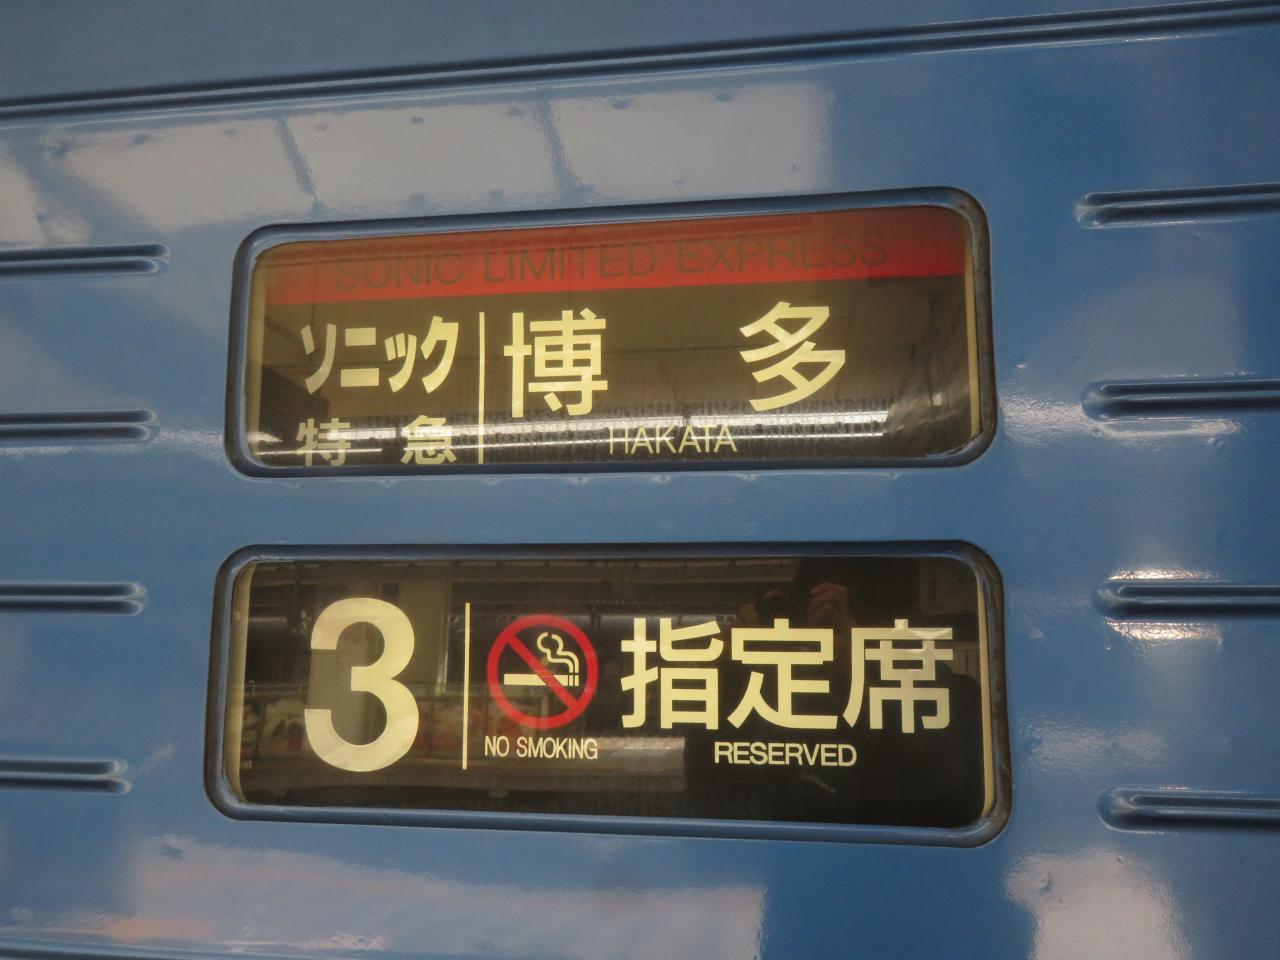 SONIC LIMITED EXPRESS
ソニック 博多
特急 HAKATA
3 指定席
NO SMOKING RESERVED